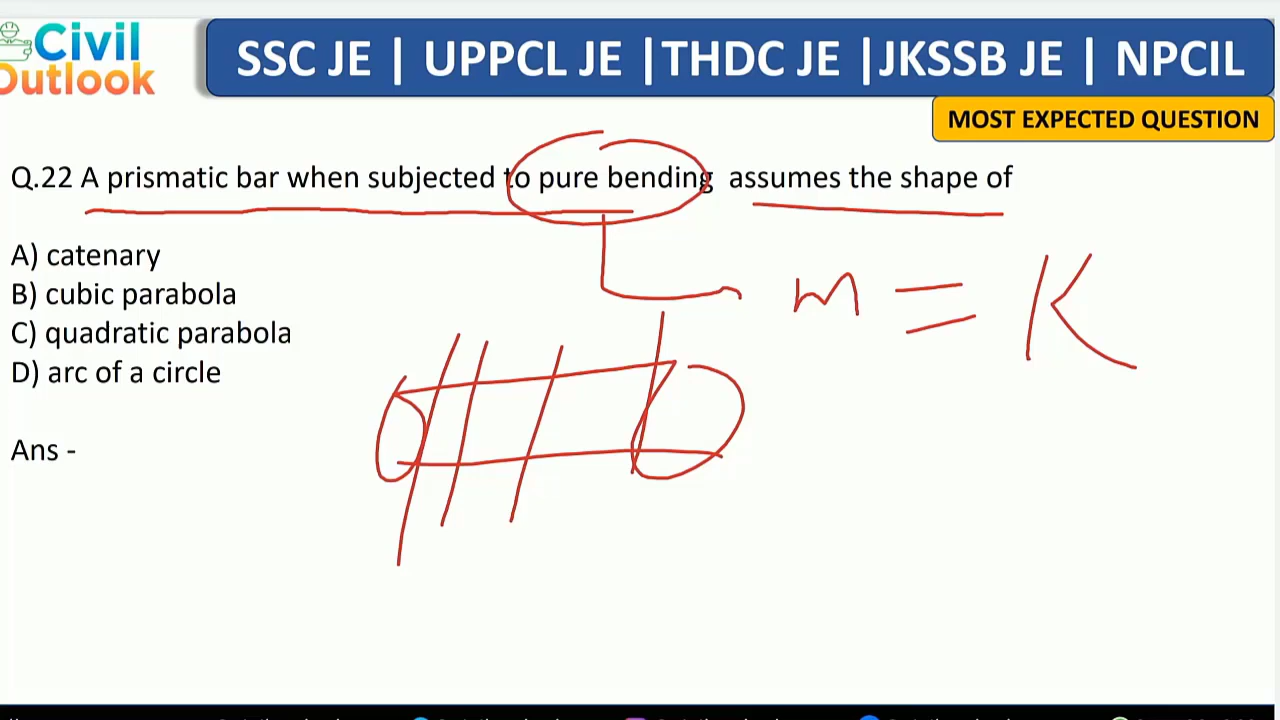 Civil
Outlook
SSC JE | UPPCL JE |THDC JE |JKSSB JE | NPCIL
MOST EXPECTED QUESTION
Q.22 A prismatic bar when subjected to pure bending assumes the shape of
m = K
A) catenary
B) cubic parabola
C) quadratic parabola
D) arc of a circle
Ans -